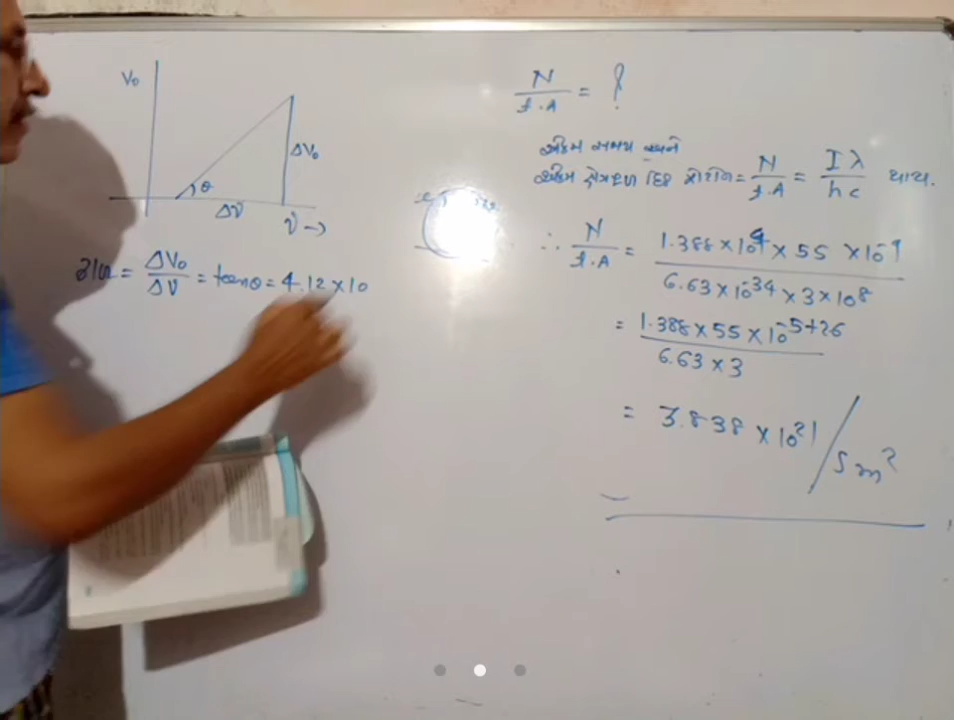 V₀
θ
ΔV₀
Δν
ν→
ઢાળ = ΔV₀/Δν = tanθ = 4.12 × 10
N/t.A = ?
એકમ સમય અને
એકમ ક્ષેત્રફળ દિઠ ફોટોન = N/t.A = Iλ/hc થાય.
∴ N/t.A = 1.388 × 10⁴ × 55 × 10⁻⁹ / 6.63 × 10⁻³⁴ × 3 × 10⁸
= 1.388 × 55 × 10⁻⁵⁺²⁶ / 6.63 × 3
= 3.838 × 10²¹ / s m²